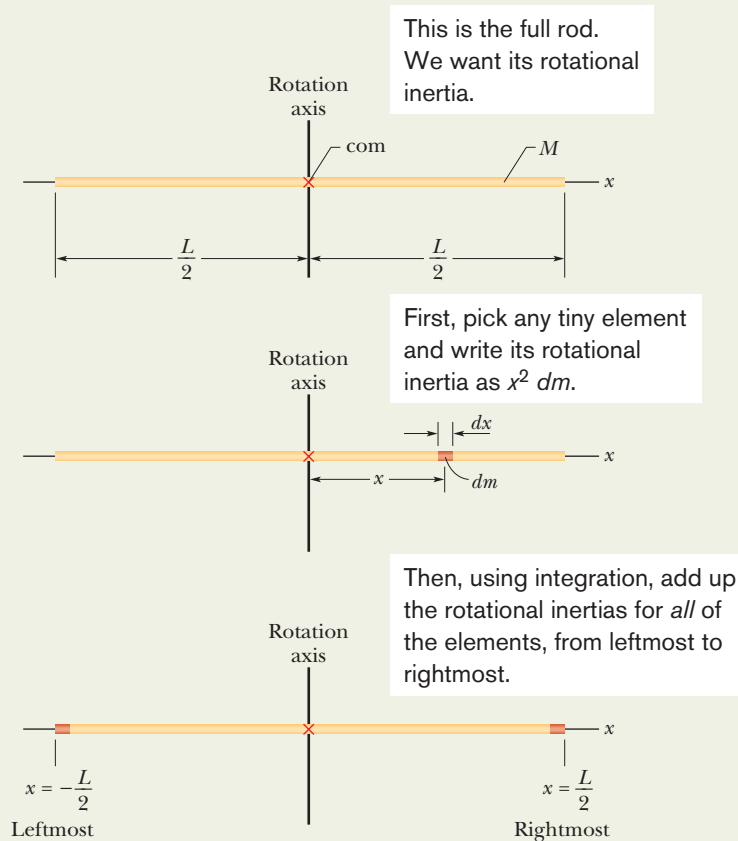 This is the full rod.
We want its rotational
inertia.
Rotation
axis
com
M
x
L/2
L/2
First, pick any tiny element
and write its rotational
inertia as x² dm.
Rotation
axis
dx
x
x
dm
Then, using integration, add up
the rotational inertias for all of
the elements, from leftmost to
rightmost.
Rotation
axis
x
x = −L/2
x = L/2
Leftmost
Rightmost